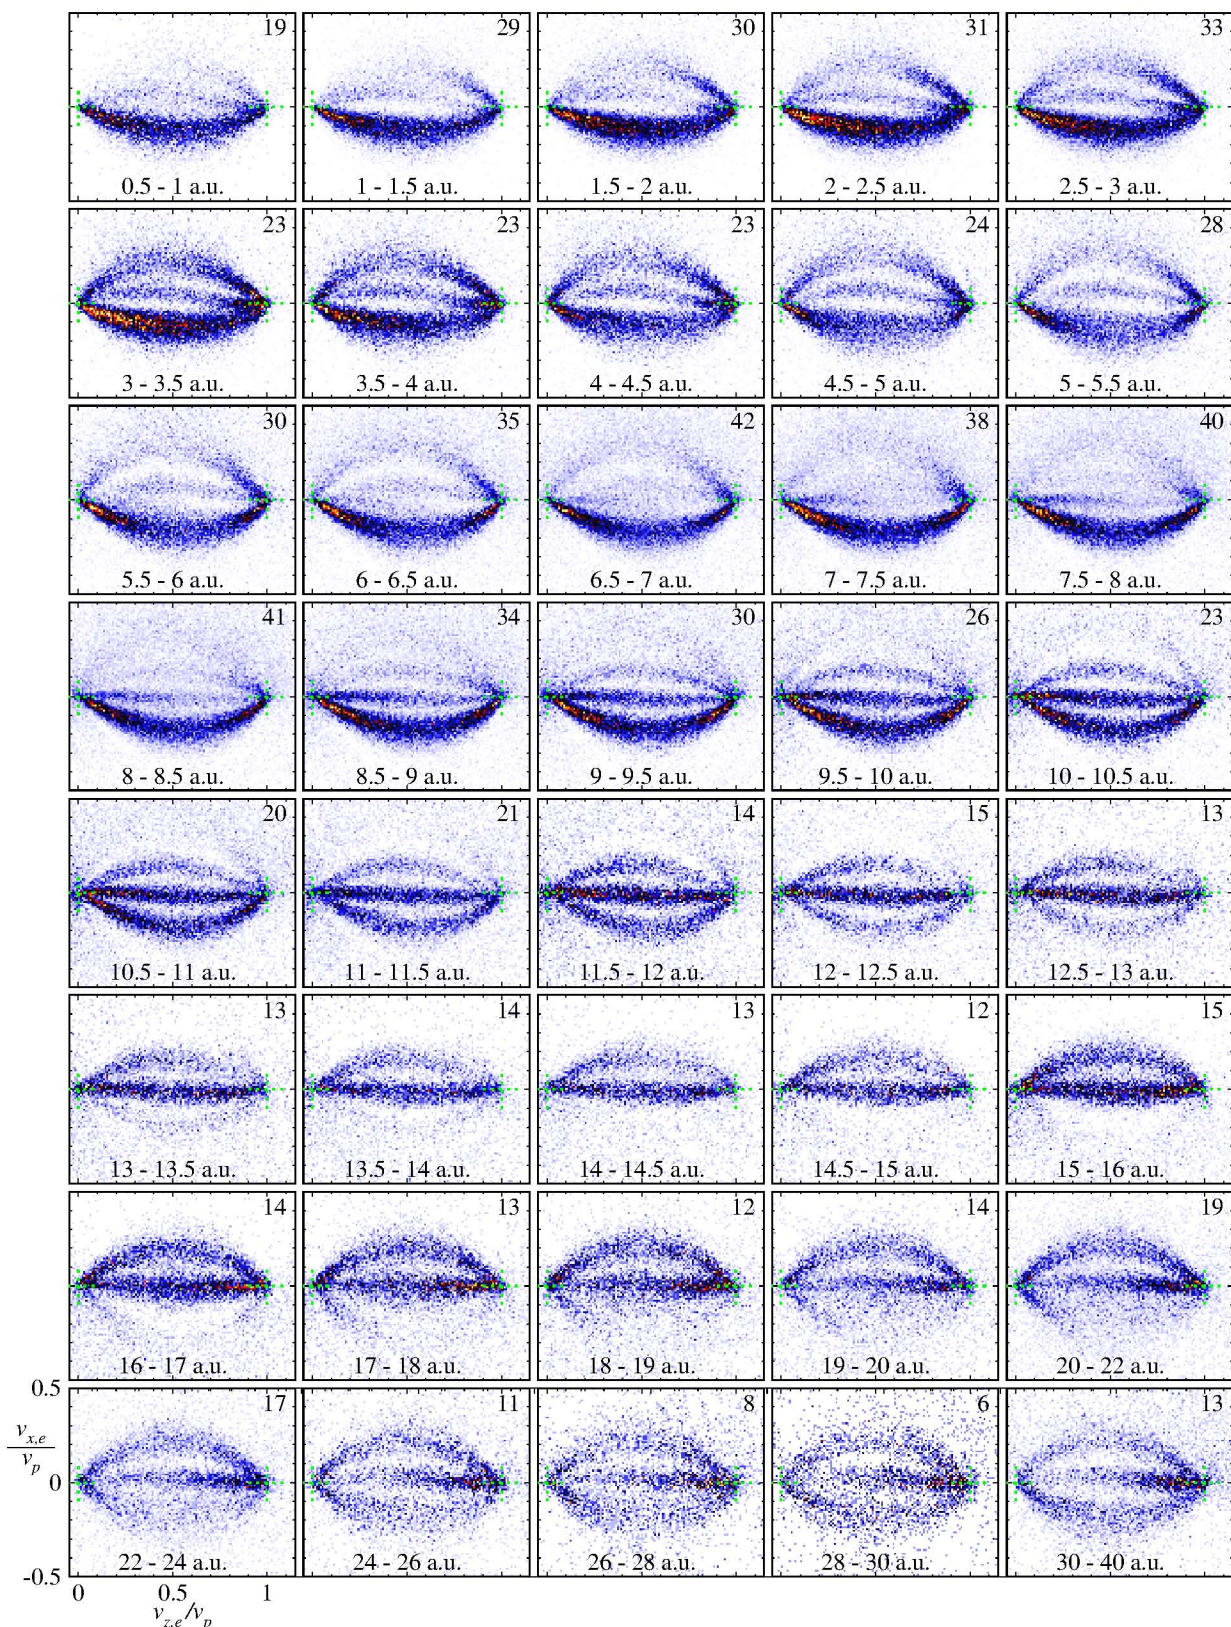 19 29 30 31 33
0.5 - 1 a.u. 1 - 1.5 a.u. 1.5 - 2 a.u. 2 - 2.5 a.u. 2.5 - 3 a.u.
23 23 23 24 28
3 - 3.5 a.u. 3.5 - 4 a.u. 4 - 4.5 a.u. 4.5 - 5 a.u. 5 - 5.5 a.u.
30 35 42 38 40
5.5 - 6 a.u. 6 - 6.5 a.u. 6.5 - 7 a.u. 7 - 7.5 a.u. 7.5 - 8 a.u.
41 34 30 26 23
8 - 8.5 a.u. 8.5 - 9 a.u. 9 - 9.5 a.u. 9.5 - 10 a.u. 10 - 10.5 a.u.
20 21 14 15 13
10.5 - 11 a.u. 11 - 11.5 a.u. 11.5 - 12 a.u. 12 - 12.5 a.u. 12.5 - 13 a.u.
13 14 13 12 15
13 - 13.5 a.u. 13.5 - 14 a.u. 14 - 14.5 a.u. 14.5 - 15 a.u. 15 - 16 a.u.
14 13 12 14 19
16 - 17 a.u. 17 - 18 a.u. 18 - 19 a.u. 19 - 20 a.u. 20 - 22 a.u.
0.5 17 11 8 6 13
v_{x,e}
v_p
0
22 - 24 a.u. 24 - 26 a.u. 26 - 28 a.u. 28 - 30 a.u. 30 - 40 a.u.
-0.5
0 0.5 1
v_{z,e}/v_p